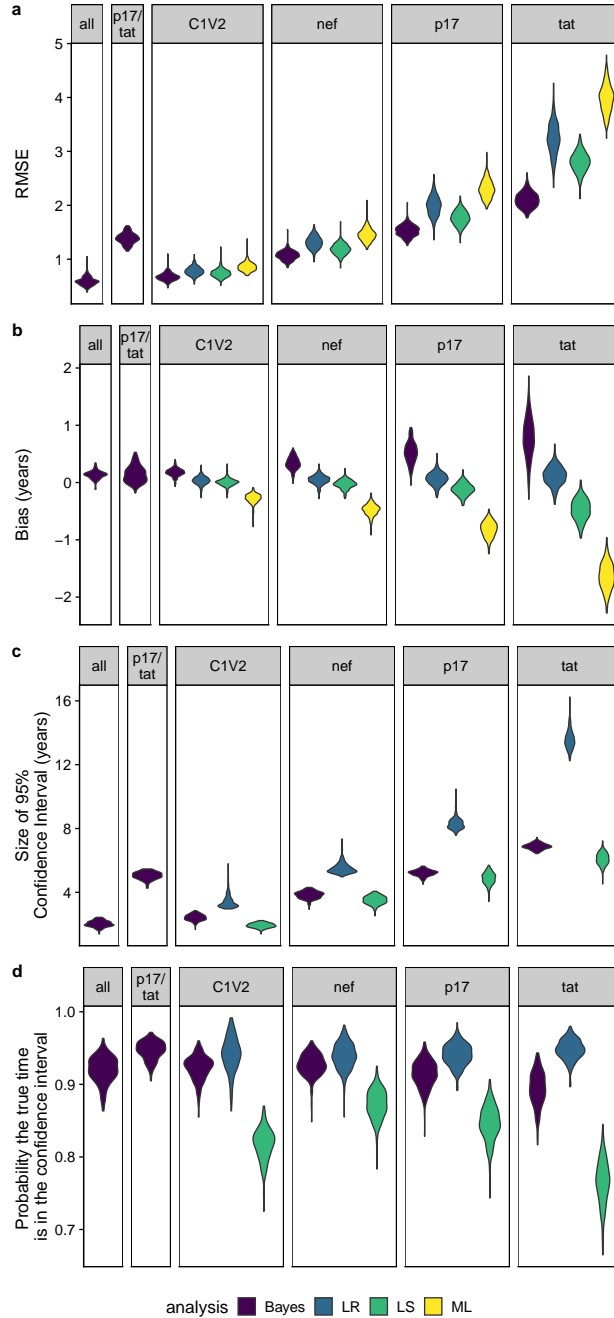 a
all
p17/
tat
C1V2
nef
p17
tat
RMSE
5
4
3
2
1
b
all
p17/
tat
C1V2
nef
p17
tat
Bias (years)
2
1
0
−1
−2
c
all
p17/
tat
C1V2
nef
p17
tat
Size of 95%
Confidence Interval (years)
16
12
8
4
d
all
p17/
tat
C1V2
nef
p17
tat
Probability the true time
is in the confidence interval
1.0
0.9
0.8
0.7
analysis Bayes LR LS ML